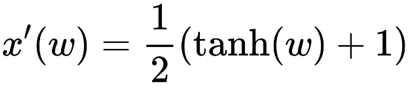 x′(w) = 1/2 (tanh(w) + 1)